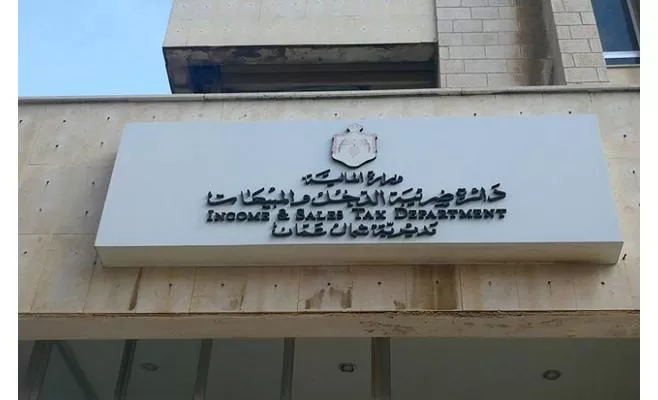 وزارة المالية
دائرة ضريبة الدخل والمبيعات
INCOME & SALES TAX DEPARTMENT
مديرية شمال عمان